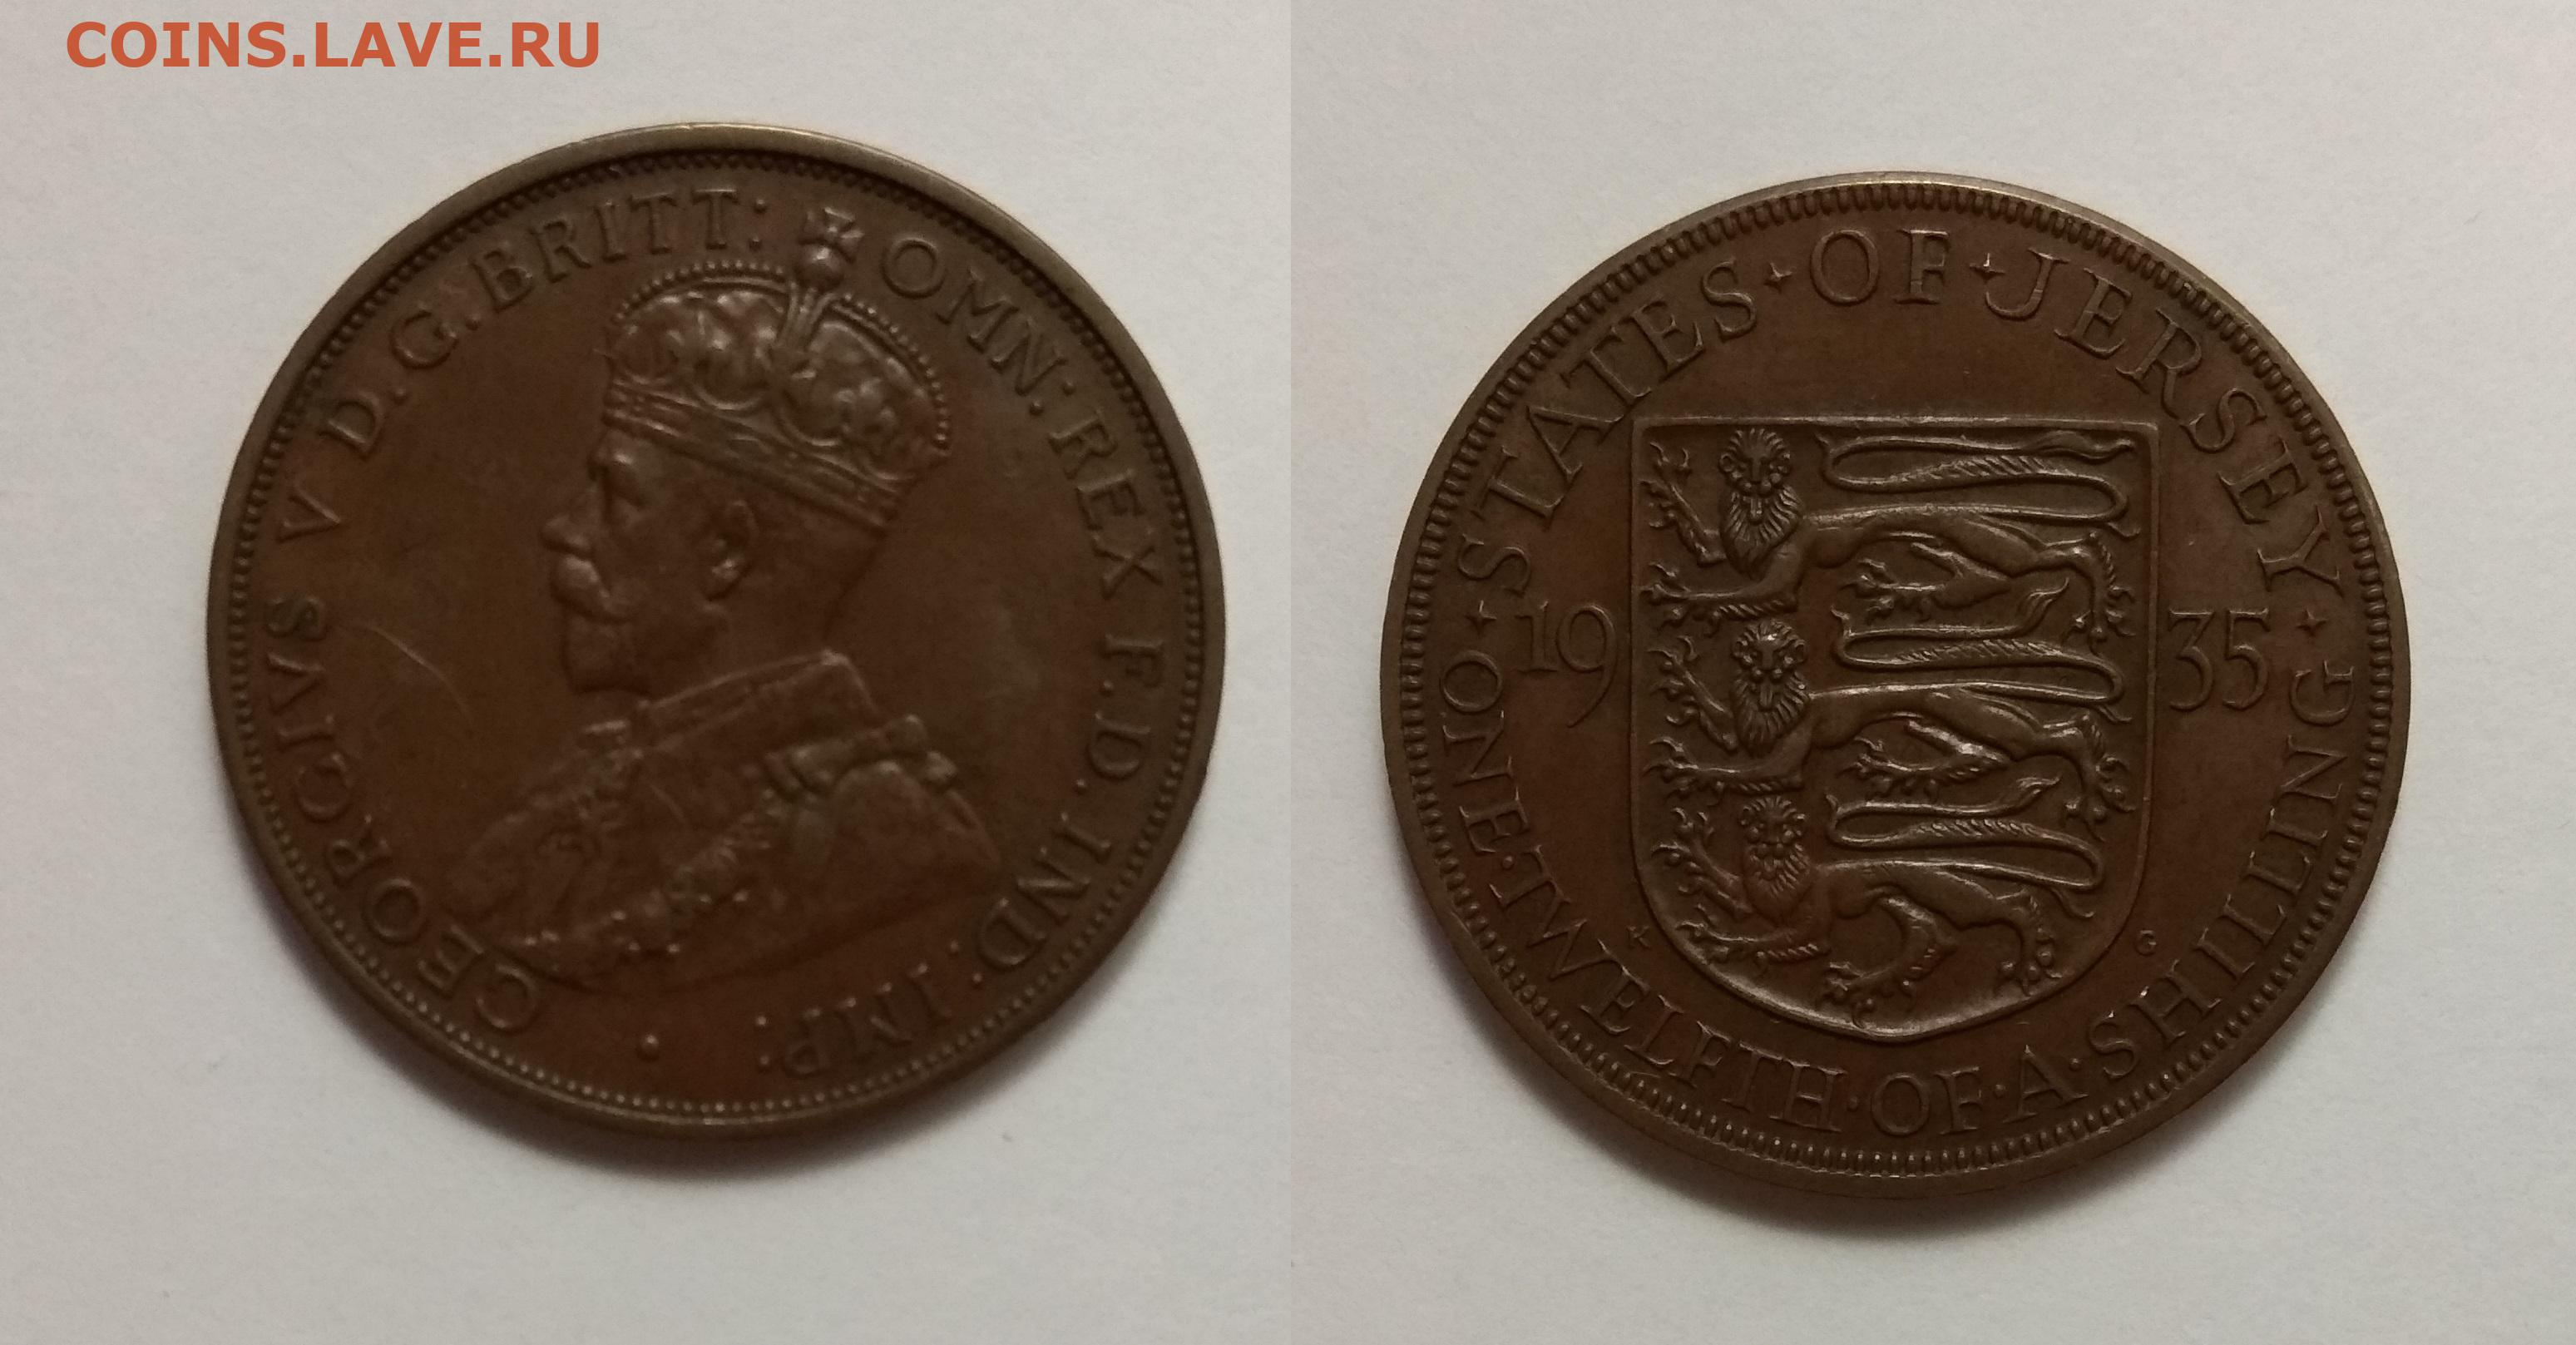 COINS.LAVE.RU
GEORGIVS V D.G.BRITT: OMN: REX F.D. IND: IMP:
STATES · OF · JERSEY
19 35
ONE · TWELFTH · OF · A · SHILLING
K G